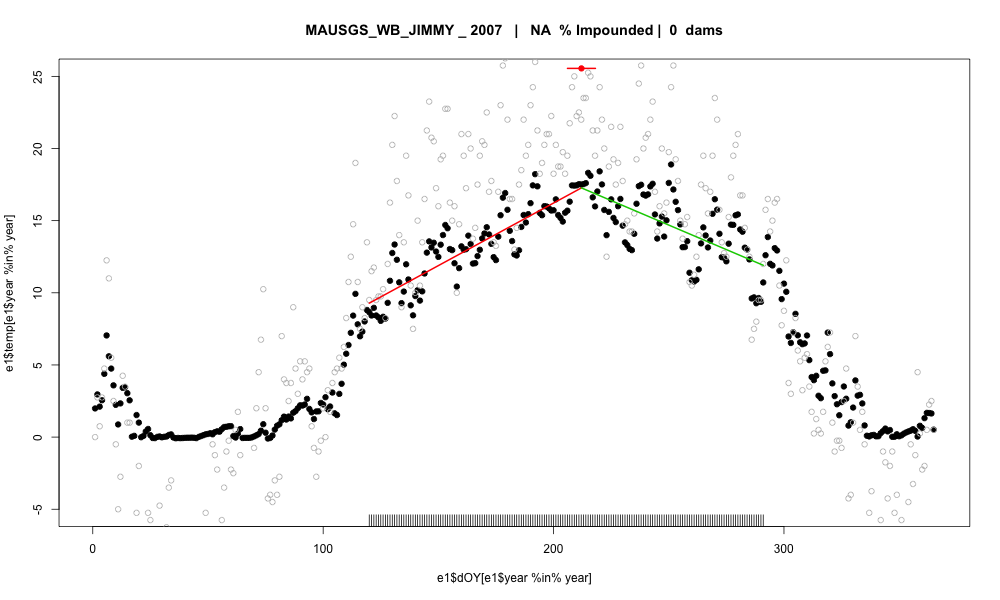 MAUSGS_WB_JIMMY _ 2007 | NA % Impounded | 0 dams
e1$temp[e1$year %in% year]
25
20
15
10
5
0
-5
0 100 200 300
e1$dOY[e1$year %in% year]